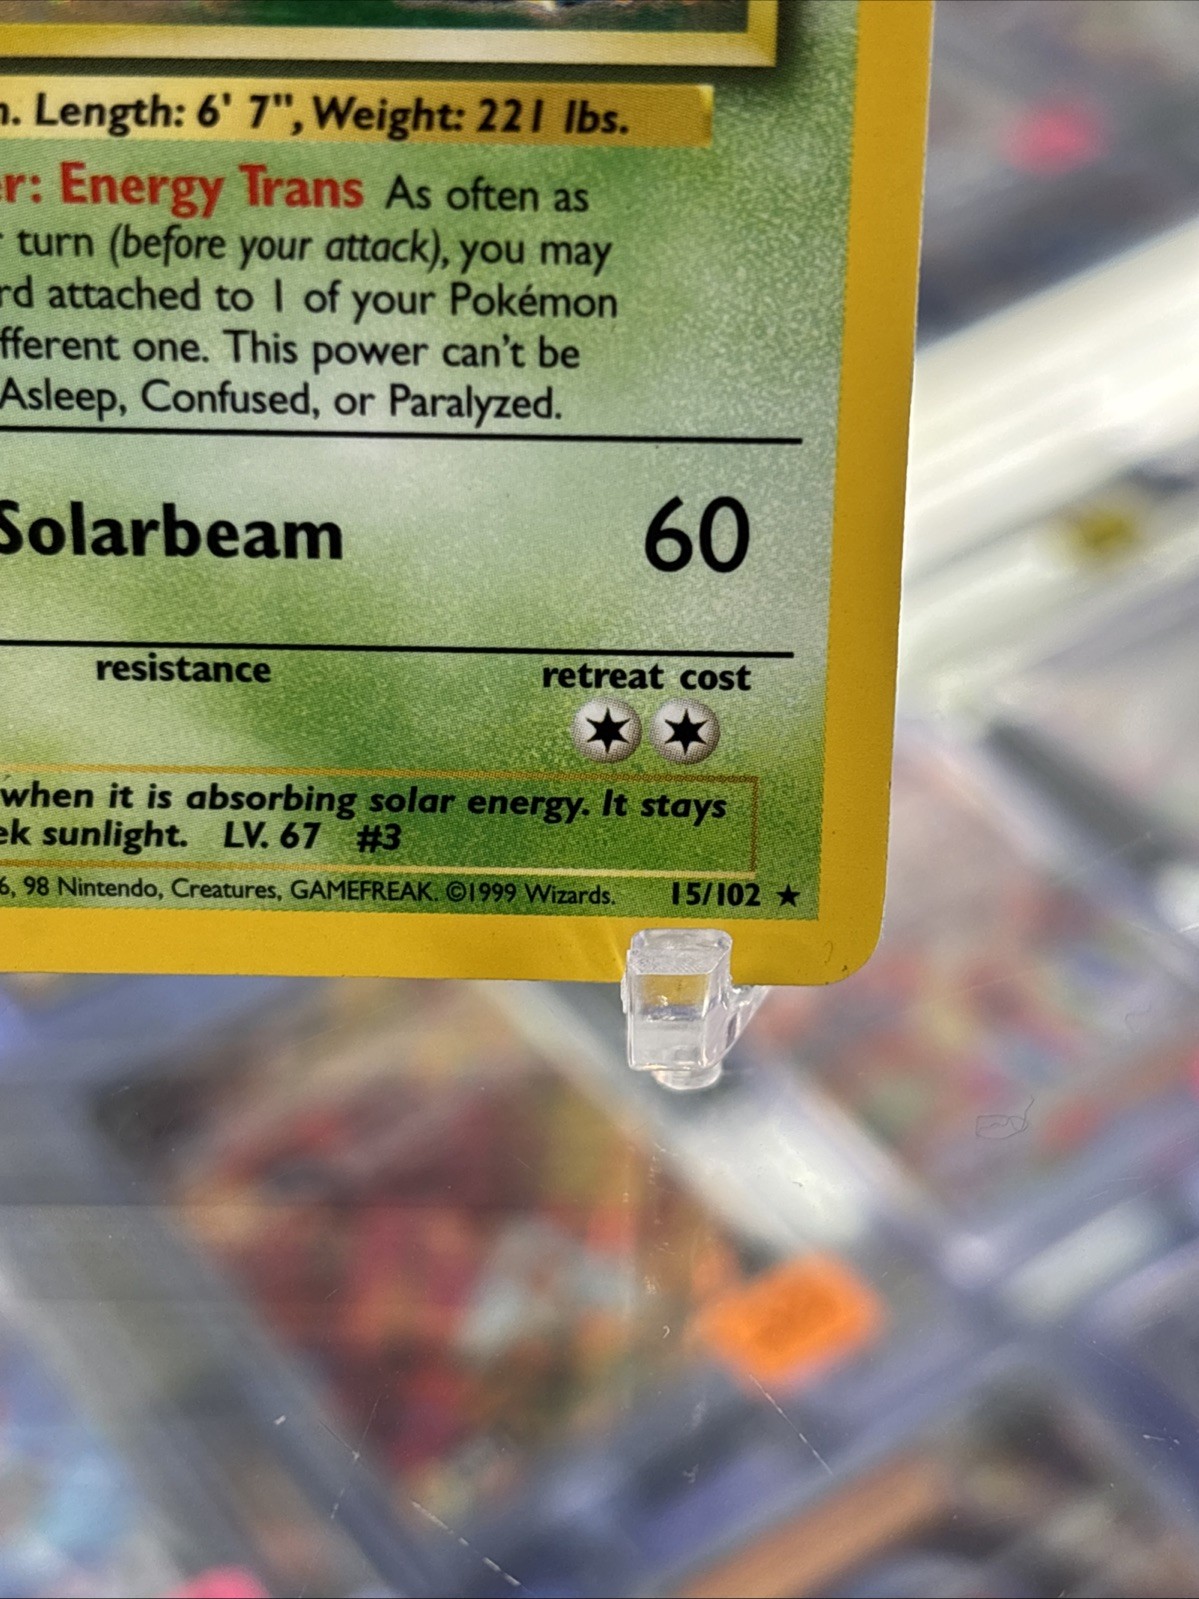 . Length: 6' 7", Weight: 221 lbs.
er: Energy Trans As often as
turn (before your attack), you may
rd attached to 1 of your Pokémon
fferent one. This power can't be
Asleep, Confused, or Paralyzed.
Solarbeam 60
resistance retreat cost
when it is absorbing solar energy. It stays
ek sunlight. LV. 67 #3
6, 98 Nintendo, Creatures, GAMEFREAK. ©1999 Wizards. 15/102 ★